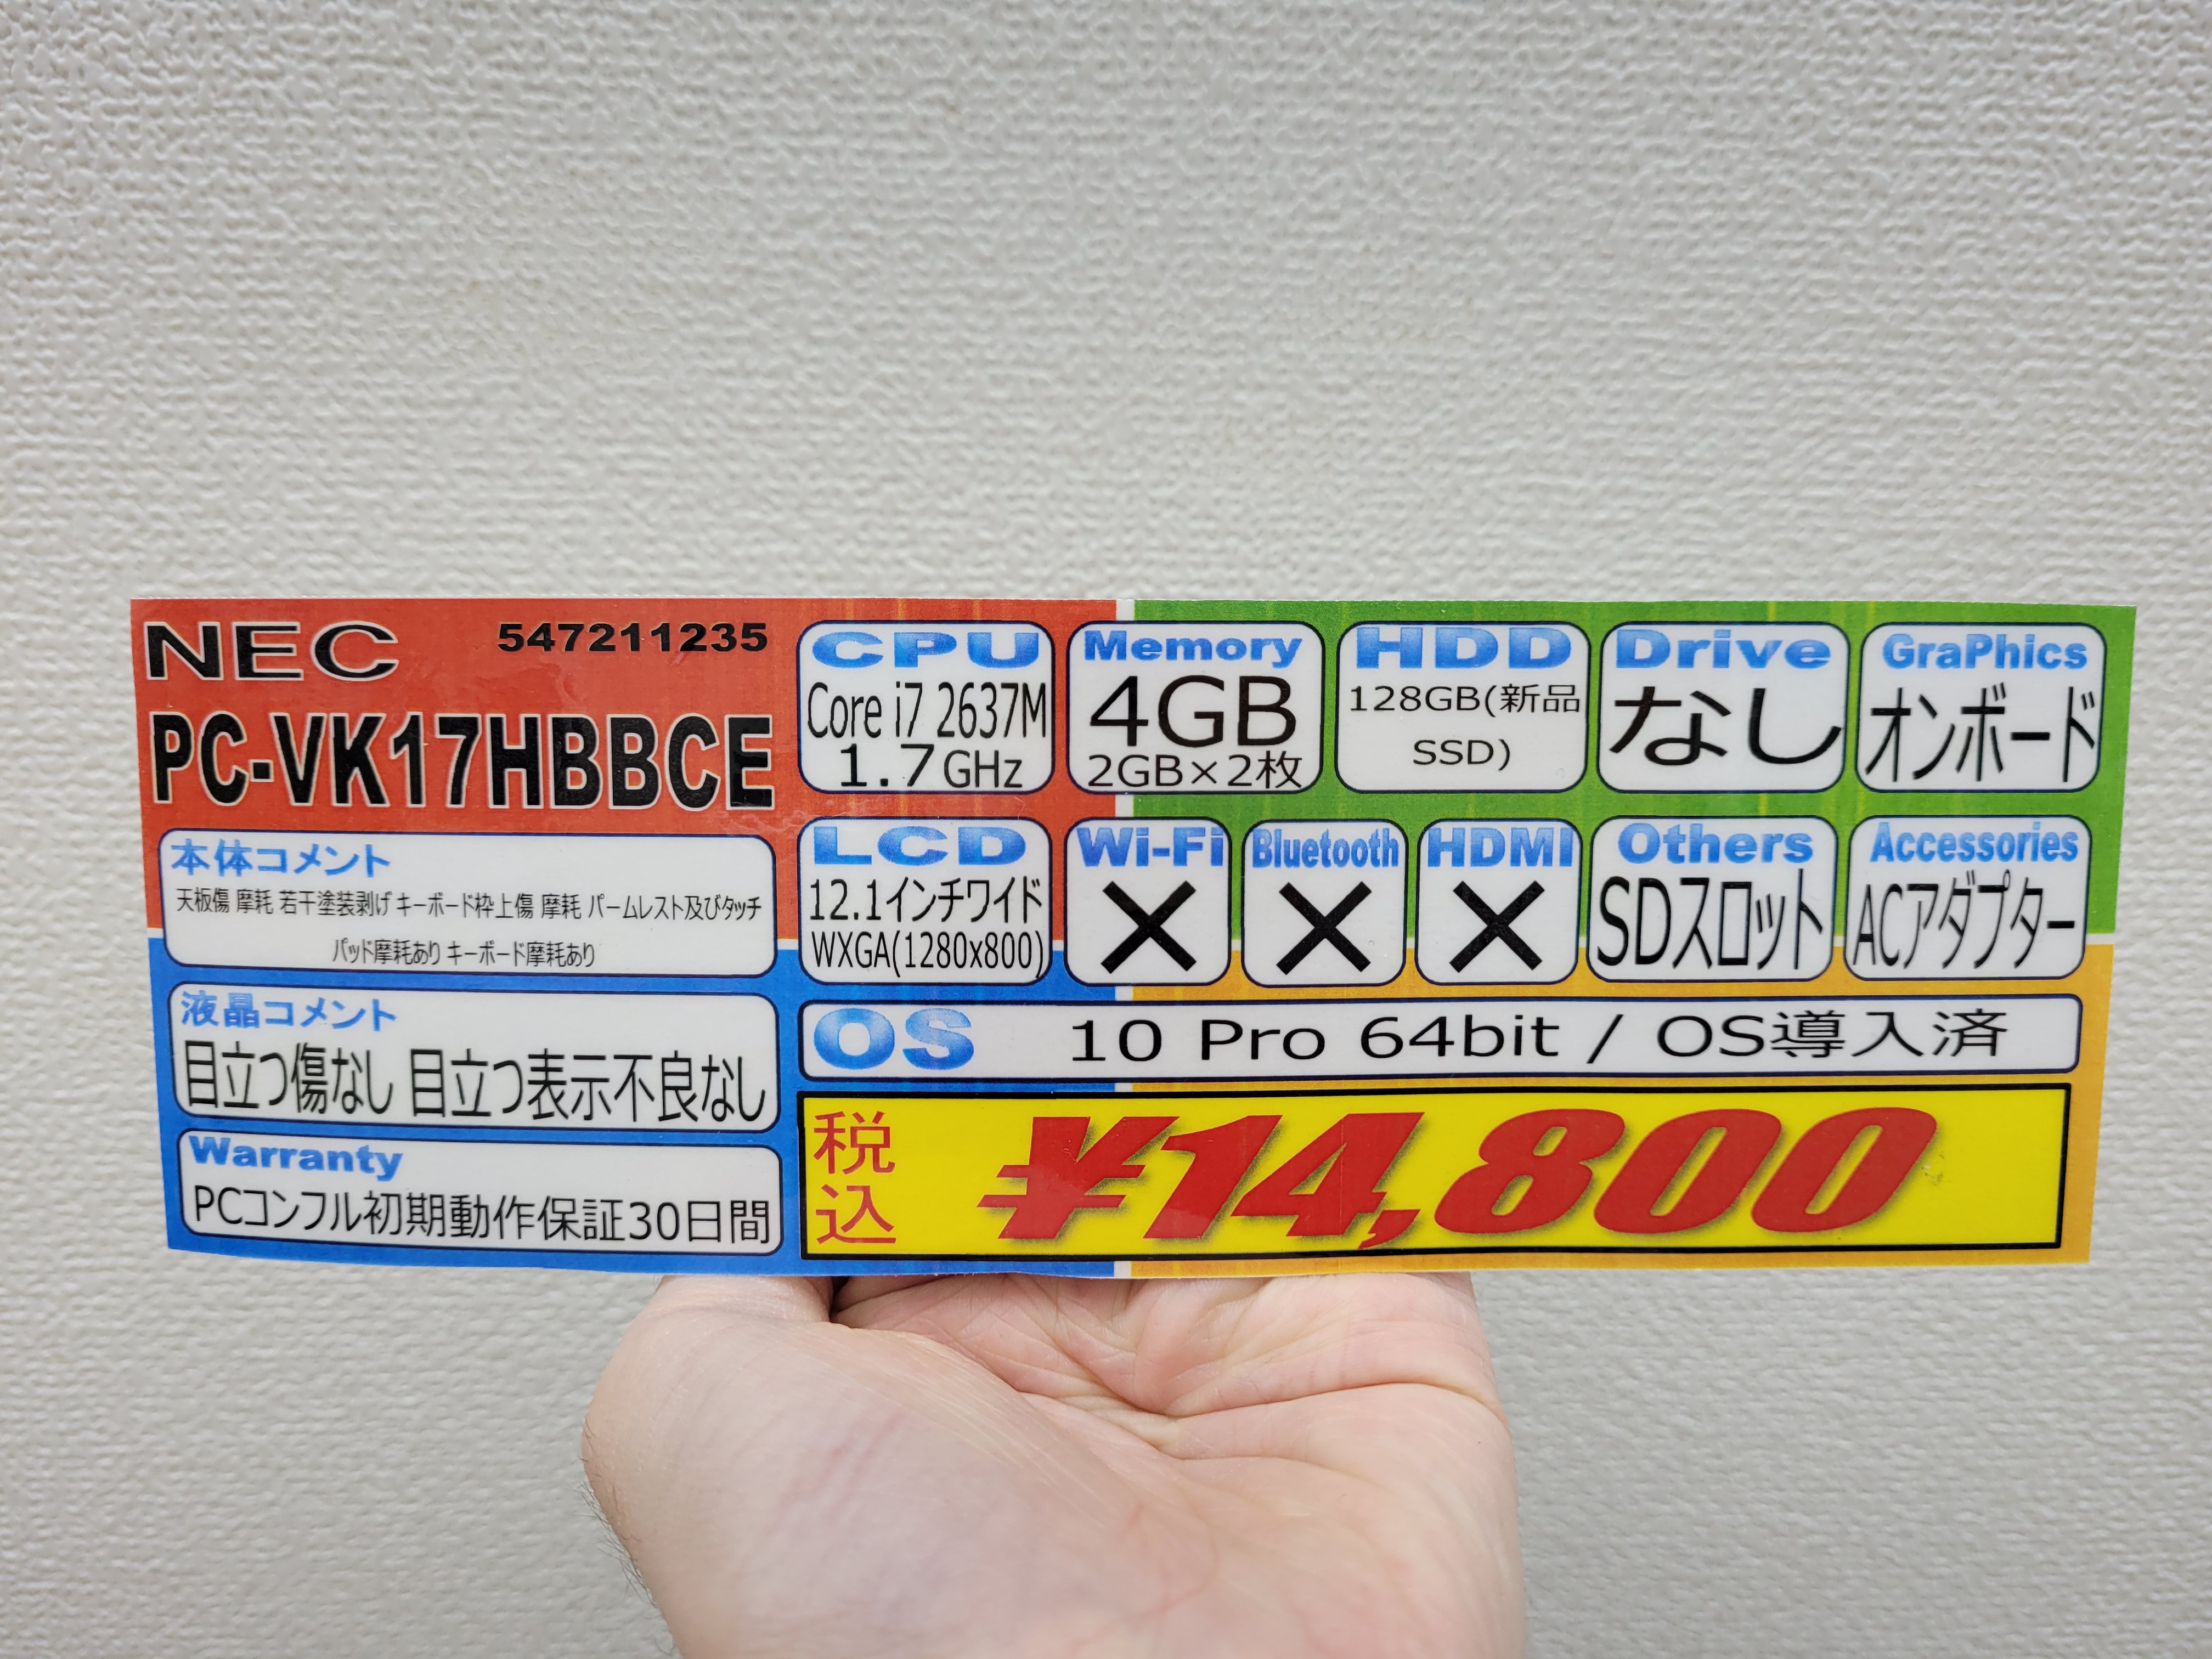 NEC 547211235
PC-VK17HBBCE
本体コメント
天板傷 摩耗 若干塗装剥げ キーボード枠上傷 摩耗 パームレスト及びタッチ
パッド摩耗あり キーボード摩耗あり
液晶コメント
目立つ傷なし 目立つ表示不良なし
Warranty
PCコンフル初期動作保証30日間
CPU
Core i7 2637M
1.7GHz
Memory
4GB
2GB×2枚
HDD
128GB(新品
SSD)
Drive
なし
GraPhics
オンボード
LCD
12.1インチワイド
WXGA(1280x800)
Wi-Fi
×
Bluetooth
×
HDMI
×
Others
SDスロット
Accessories
ACアダプター
OS 10 Pro 64bit / OS導入済
税込 ¥14,800